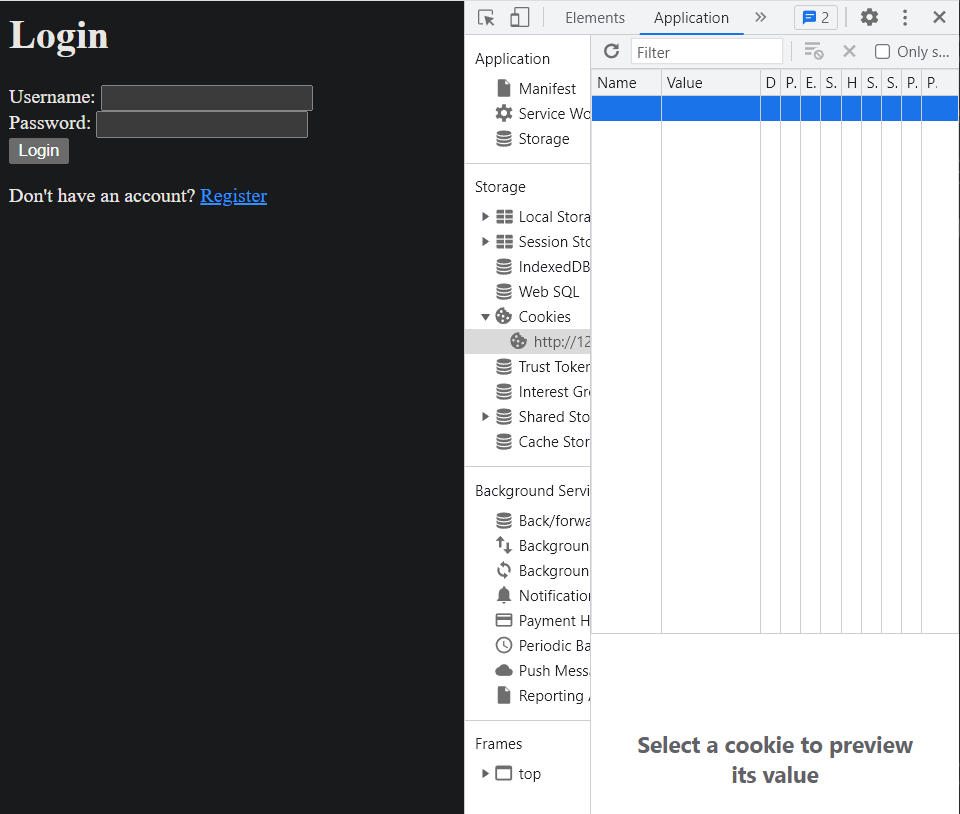 Login
Username:
Password:
Login
Don't have an account? Register
Elements
Application
2
Filter
Only s...
Application
Manifest
Service Wo
Storage
Storage
Local Stora
Session Sto
IndexedDB
Web SQL
Cookies
http://12
Trust Toker
Interest Gr
Shared Sto
Cache Stor
Background Servi
Back/forwa
Backgroun
Backgroun
Notification
Payment H
Periodic Ba
Push Messa
Reporting A
Frames
top
Name Value D P. E. S. H S. S. P. P.
Select a cookie to preview
its value